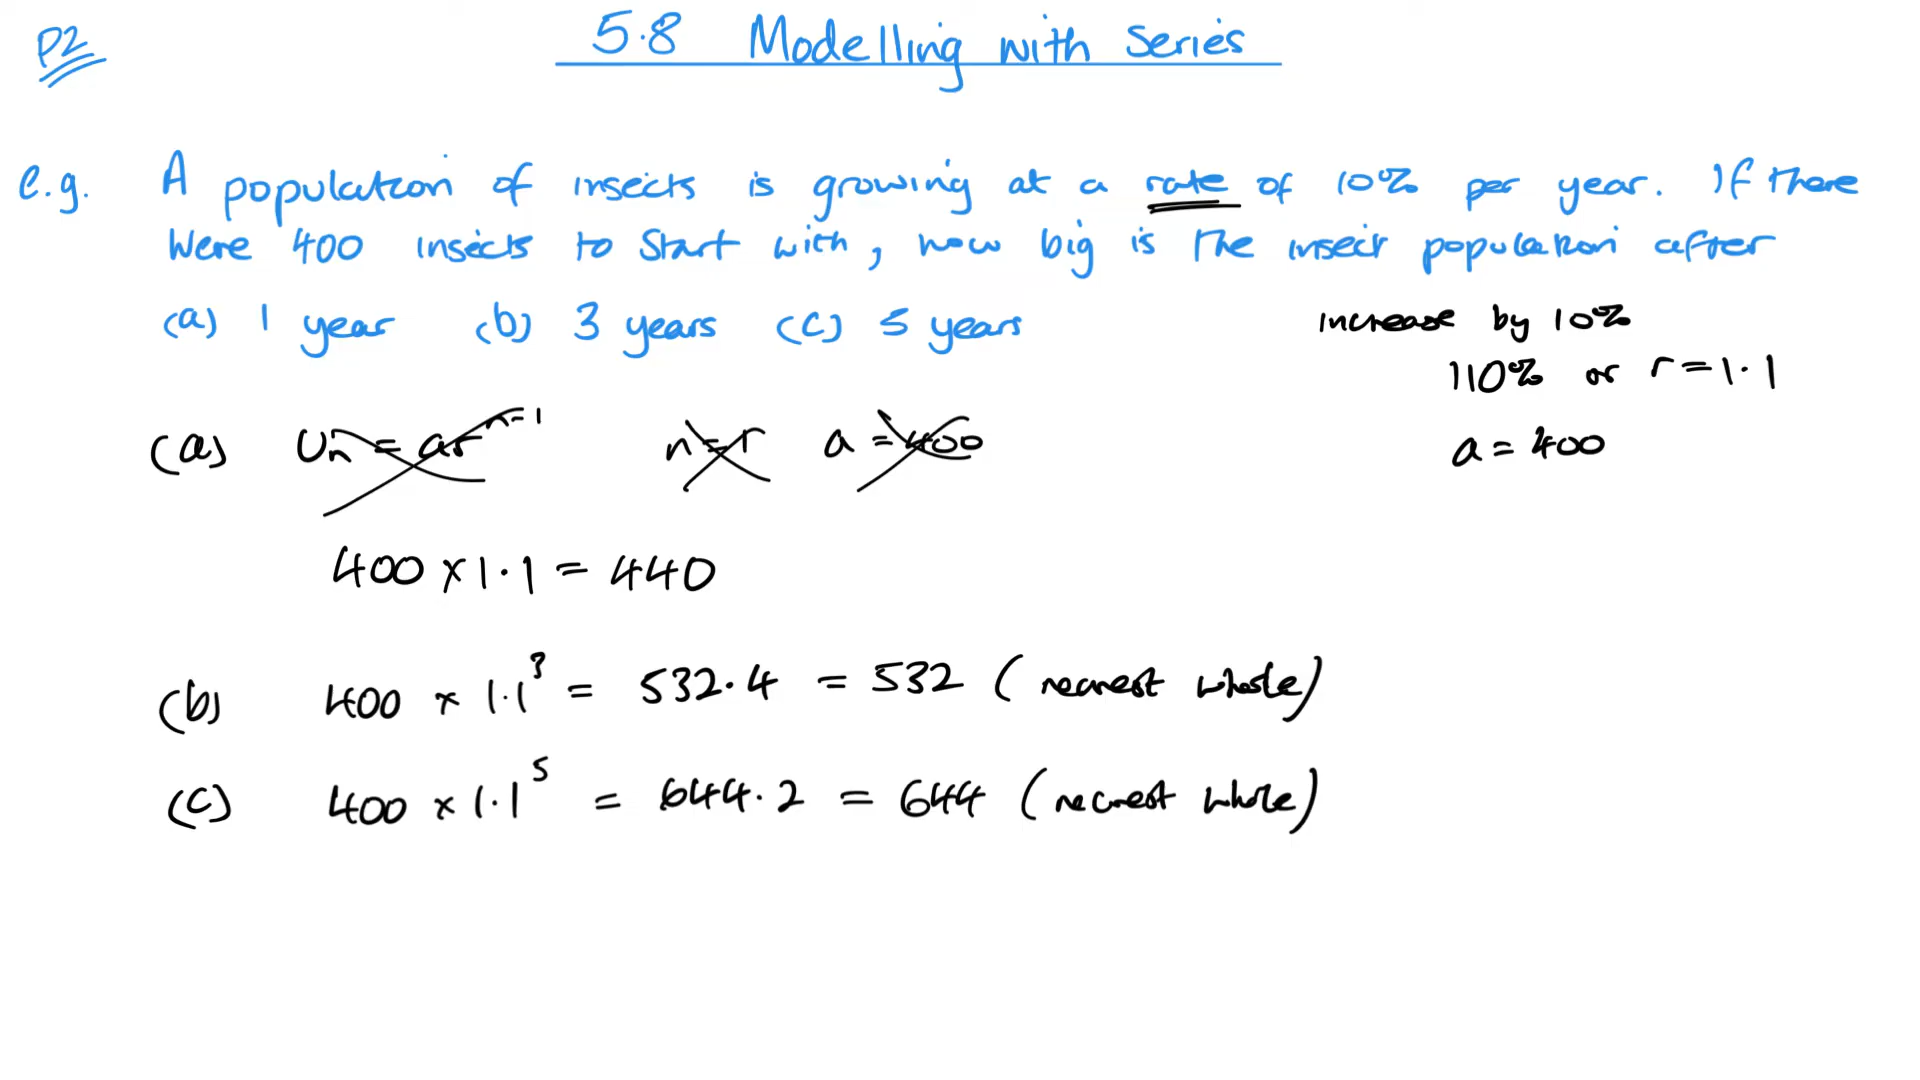 P2
5.8 Modelling with Series
e.g. A population of insects is growing at a rate of 10% per year. If there
were 400 insects to start with, how big is the insect population after
(a) 1 year (b) 3 years (c) 5 years
increase by 10%
110% or r = 1.1
a = 400
(a) Un = ar^n-1 n = r a = 400
400 × 1.1 = 440
(b) 400 × 1.1^3 = 532.4 = 532 (nearest whole)
(c) 400 × 1.1^5 = 644.2 = 644 (nearest whole)